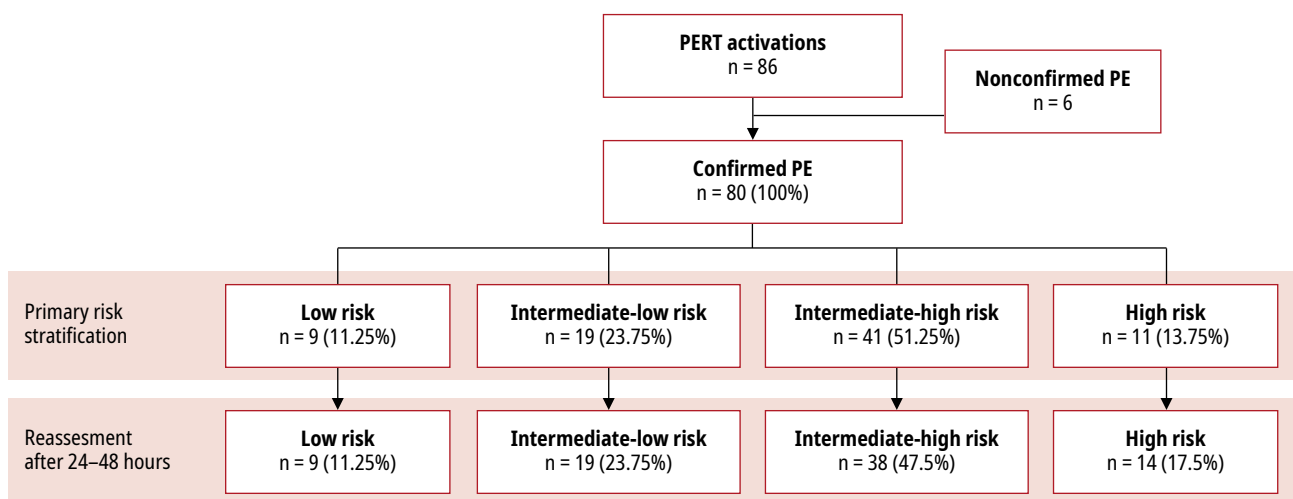 PERT activations
n = 86
Nonconfirmed PE
n = 6
Confirmed PE
n = 80 (100%)
Primary risk
stratification
Low risk
n = 9 (11.25%)
Intermediate-low risk
n = 19 (23.75%)
Intermediate-high risk
n = 41 (51.25%)
High risk
n = 11 (13.75%)
Reassesment
after 24–48 hours
Low risk
n = 9 (11.25%)
Intermediate-low risk
n = 19 (23.75%)
Intermediate-high risk
n = 38 (47.5%)
High risk
n = 14 (17.5%)